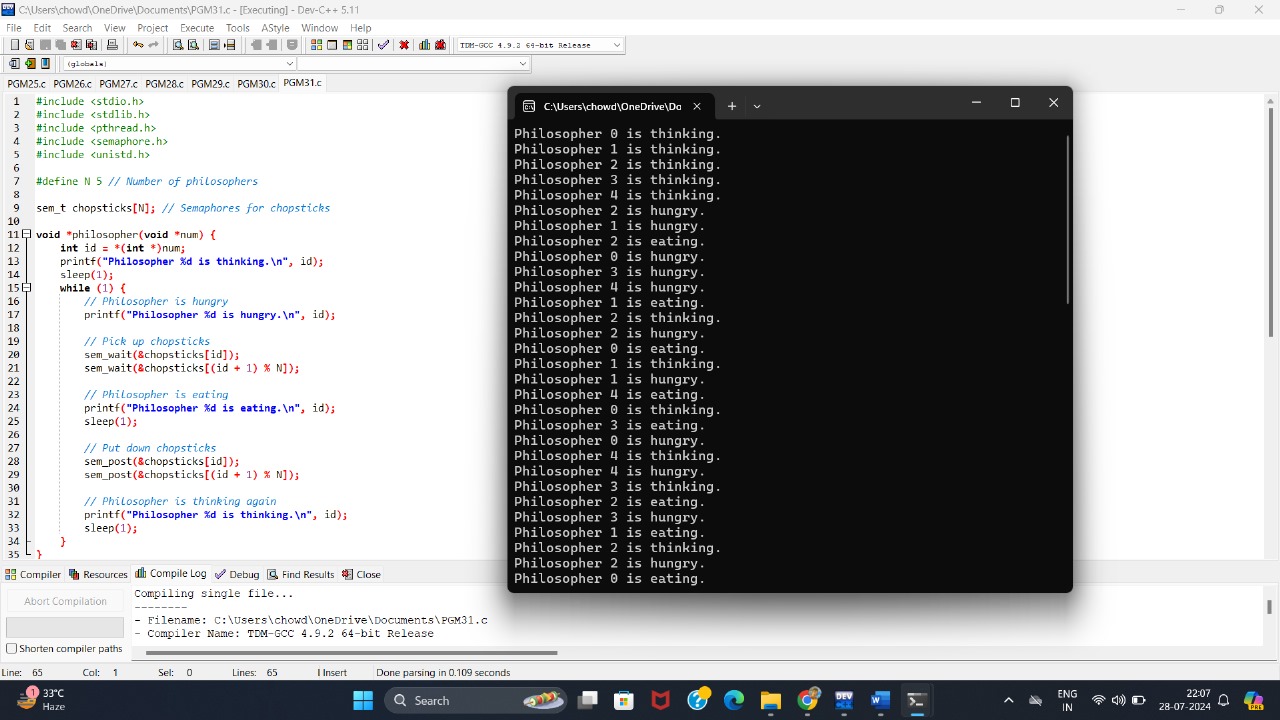 C:\Users\chowd\OneDrive\Documents\PGM31.c - [Executing] - Dev-C++ 5.11
File Edit Search View Project Execute Tools AStyle Window Help
TDM-GCC 4.9.2 64-bit Release
(globals)
PGM25.c PGM26.c PGM27.c PGM28.c PGM29.c PGM30.c PGM31.c
1 #include <stdio.h>
2 #include <stdlib.h>
3 #include <pthread.h>
4 #include <semaphore.h>
5 #include <unistd.h>
6
7 #define N 5 // Number of philosophers
8
9 sem_t chopsticks[N]; // Semaphores for chopsticks
10
11 void *philosopher(void *num) {
12 int id = *(int *)num;
13 printf("Philosopher %d is thinking.\n", id);
14 sleep(1);
15 while (1) {
16 // Philosopher is hungry
17 printf("Philosopher %d is hungry.\n", id);
18
19 // Pick up chopsticks
20 sem_wait(&chopsticks[id]);
21 sem_wait(&chopsticks[(id + 1) % N]);
22
23 // Philosopher is eating
24 printf("Philosopher %d is eating.\n", id);
25 sleep(1);
26
27 // Put down chopsticks
28 sem_post(&chopsticks[id]);
29 sem_post(&chopsticks[(id + 1) % N]);
30
31 // Philosopher is thinking again
32 printf("Philosopher %d is thinking.\n", id);
33 sleep(1);
34 }
35 }
C:\Users\chowd\OneDrive\Do
Philosopher 0 is thinking.
Philosopher 1 is thinking.
Philosopher 2 is thinking.
Philosopher 3 is thinking.
Philosopher 4 is thinking.
Philosopher 2 is hungry.
Philosopher 1 is hungry.
Philosopher 2 is eating.
Philosopher 0 is hungry.
Philosopher 3 is hungry.
Philosopher 4 is hungry.
Philosopher 1 is eating.
Philosopher 2 is thinking.
Philosopher 2 is hungry.
Philosopher 0 is eating.
Philosopher 1 is thinking.
Philosopher 1 is hungry.
Philosopher 4 is eating.
Philosopher 0 is thinking.
Philosopher 3 is eating.
Philosopher 0 is hungry.
Philosopher 4 is thinking.
Philosopher 4 is hungry.
Philosopher 3 is thinking.
Philosopher 2 is eating.
Philosopher 3 is hungry.
Philosopher 1 is eating.
Philosopher 2 is thinking.
Philosopher 2 is hungry.
Philosopher 0 is eating.
Compiler Resources Compile Log Debug Find Results Close
Abort Compilation
Shorten compiler paths
Compiling single file...
--------
- Filename: C:\Users\chowd\OneDrive\Documents\PGM31.c
- Compiler Name: TDM-GCC 4.9.2 64-bit Release
Line: 65 Col: 1 Sel: 0 Lines: 65 Insert Done parsing in 0.109 seconds
1
33°C
Haze
Search
ENG
IN
22:07
28-07-2024
PRE